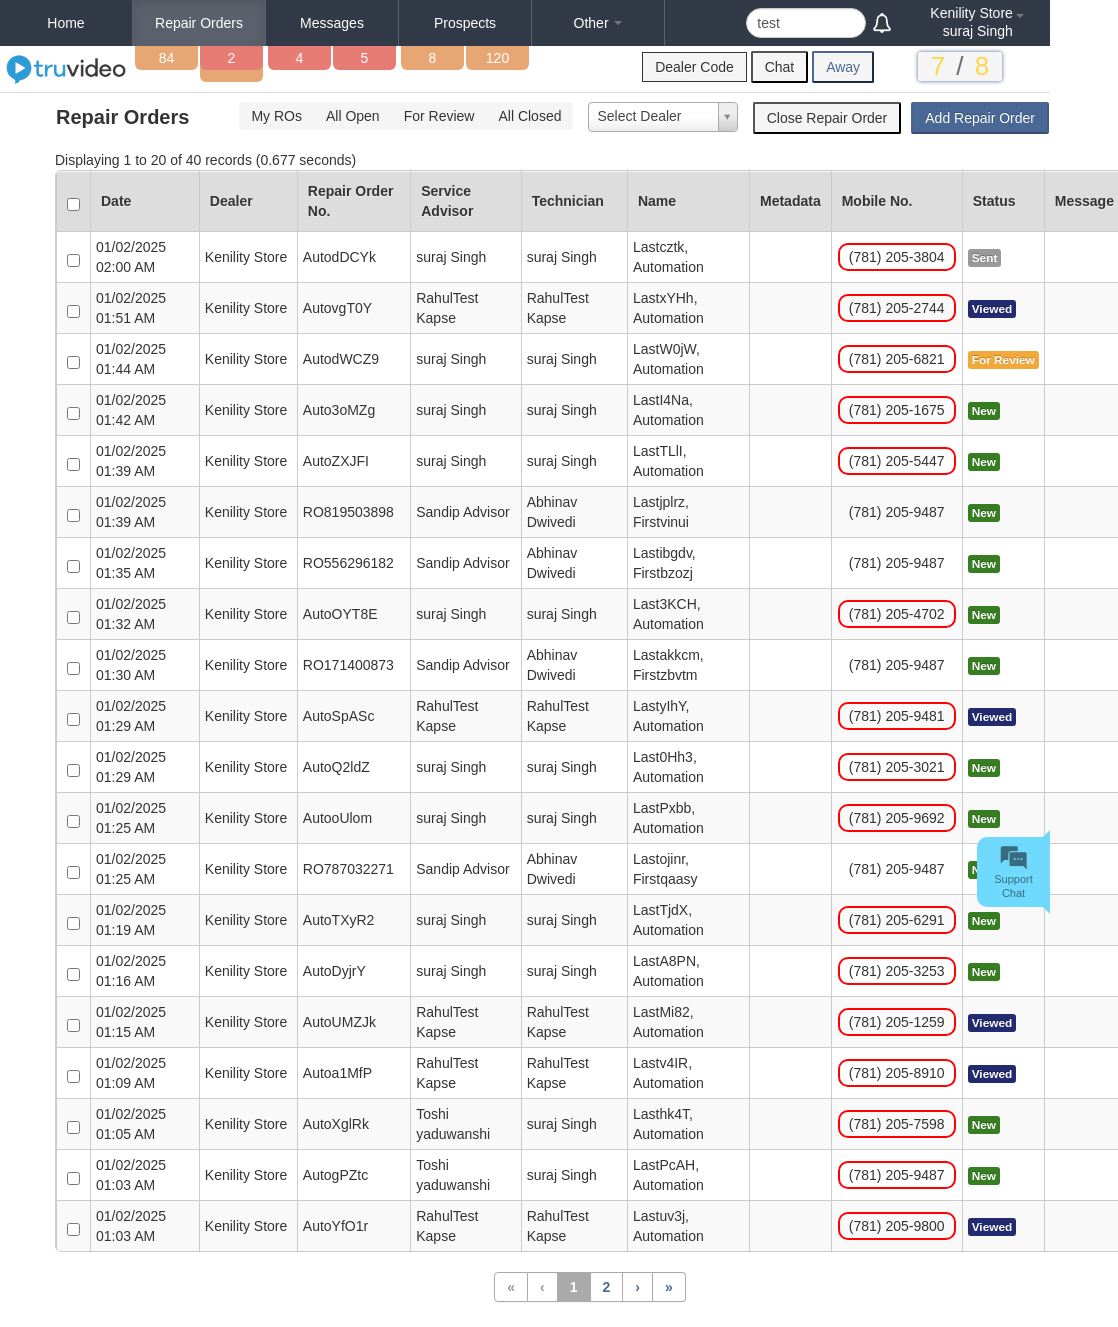 Home Repair Orders Messages Prospects Other test Kenility Store
suraj Singh
truvideo 84 2 4 5 8 120 Dealer Code Chat Away 7 / 8
Repair Orders My ROs All Open For Review All Closed Select Dealer Close Repair Order Add Repair Order
Displaying 1 to 20 of 40 records (0.677 seconds)
Date Dealer Repair Order No. Service Advisor Technician Name Metadata Mobile No. Status Message
01/02/2025 02:00 AM Kenility Store AutodDCYk suraj Singh suraj Singh Lastcztk, Automation (781) 205-3804 Sent
01/02/2025 01:51 AM Kenility Store AutovgT0Y RahulTest Kapse RahulTest Kapse LastxYHh, Automation (781) 205-2744 Viewed
01/02/2025 01:44 AM Kenility Store AutodWCZ9 suraj Singh suraj Singh LastW0jW, Automation (781) 205-6821 For Review
01/02/2025 01:42 AM Kenility Store Auto3oMZg suraj Singh suraj Singh LastI4Na, Automation (781) 205-1675 New
01/02/2025 01:39 AM Kenility Store AutoZXJFI suraj Singh suraj Singh LastTLlI, Automation (781) 205-5447 New
01/02/2025 01:39 AM Kenility Store RO819503898 Sandip Advisor Abhinav Dwivedi Lastjplrz, Firstvinui (781) 205-9487 New
01/02/2025 01:35 AM Kenility Store RO556296182 Sandip Advisor Abhinav Dwivedi Lastibgdv, Firstbzozj (781) 205-9487 New
01/02/2025 01:32 AM Kenility Store AutoOYT8E suraj Singh suraj Singh Last3KCH, Automation (781) 205-4702 New
01/02/2025 01:30 AM Kenility Store RO171400873 Sandip Advisor Abhinav Dwivedi Lastakkcm, Firstzbvtm (781) 205-9487 New
01/02/2025 01:29 AM Kenility Store AutoSpASc RahulTest Kapse RahulTest Kapse LastyIhY, Automation (781) 205-9481 Viewed
01/02/2025 01:29 AM Kenility Store AutoQ2ldZ suraj Singh suraj Singh Last0Hh3, Automation (781) 205-3021 New
01/02/2025 01:25 AM Kenility Store AutooUlom suraj Singh suraj Singh LastPxbb, Automation (781) 205-9692 New
01/02/2025 01:25 AM Kenility Store RO787032271 Sandip Advisor Abhinav Dwivedi Lastojinr, Firstqaasy (781) 205-9487
Support
Chat
01/02/2025 01:19 AM Kenility Store AutoTXyR2 suraj Singh suraj Singh LastTjdX, Automation (781) 205-6291 New
01/02/2025 01:16 AM Kenility Store AutoDyjrY suraj Singh suraj Singh LastA8PN, Automation (781) 205-3253 New
01/02/2025 01:15 AM Kenility Store AutoUMZJk RahulTest Kapse RahulTest Kapse LastMi82, Automation (781) 205-1259 Viewed
01/02/2025 01:09 AM Kenility Store Autoa1MfP RahulTest Kapse RahulTest Kapse Lastv4IR, Automation (781) 205-8910 Viewed
01/02/2025 01:05 AM Kenility Store AutoXglRk Toshi yaduwanshi suraj Singh Lasthk4T, Automation (781) 205-7598 New
01/02/2025 01:03 AM Kenility Store AutogPZtc Toshi yaduwanshi suraj Singh LastPcAH, Automation (781) 205-9487 New
01/02/2025 01:03 AM Kenility Store AutoYfO1r RahulTest Kapse RahulTest Kapse Lastuv3j, Automation (781) 205-9800 Viewed
« ‹ 1 2 › »